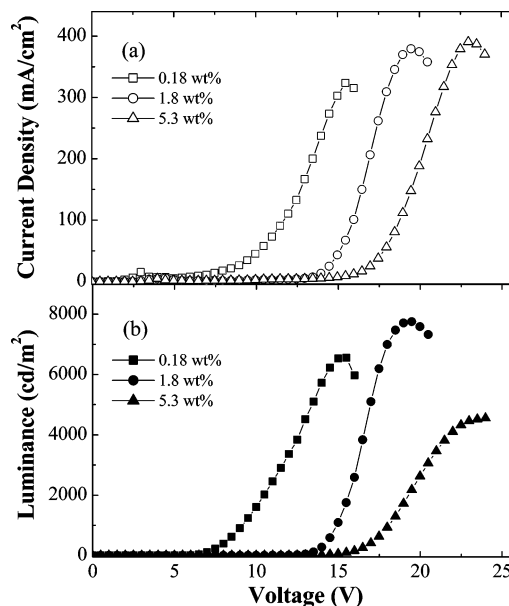 (a)
0.18 wt%
1.8 wt%
5.3 wt%
Current Density (mA/cm²)
400
300
200
100
0
(b)
0.18 wt%
1.8 wt%
5.3 wt%
Luminance (cd/m²)
8000
6000
4000
2000
0
0 5 10 15 20 25
Voltage (V)